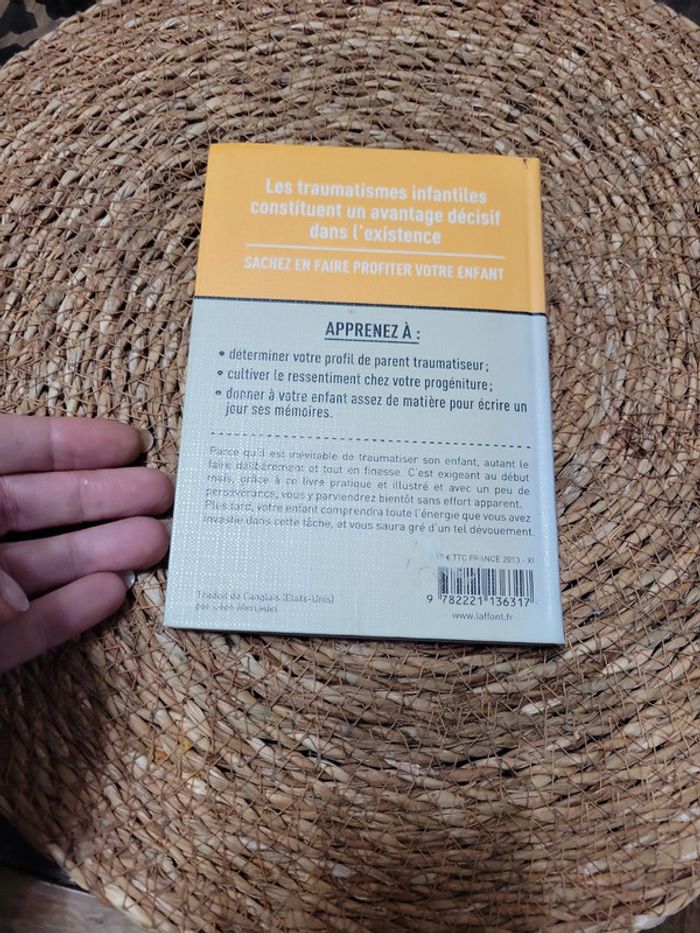 Les traumatismes infantiles
constituent un avantage décisif
dans l'existence
SACHEZ EN FAIRE PROFITER VOTRE ENFANT
APPRENEZ À :
• déterminer votre profil de parent traumatiseur ;
• cultiver le ressentiment chez votre progéniture ;
• donner à votre enfant assez de matière pour écrire un
jour ses mémoires.
Parce qu'il est inévitable de traumatiser son enfant, autant le
faire délibérément et tout en finesse. C'est exigeant au début
mais, grâce à ce livre pratique et illustré et avec un peu de
persévérance, vous y parviendrez bientôt sans effort apparent.
Plus tard, votre enfant comprendra toute l'énergie que vous avez
investie dans cette tâche, et vous saura gré d'un tel dévouement.
€ TTC FRANCE 2013 - XI
Traduit de l'anglais (États-Unis)
par Léon Mercadet
9 782221 136317
www.laffont.fr